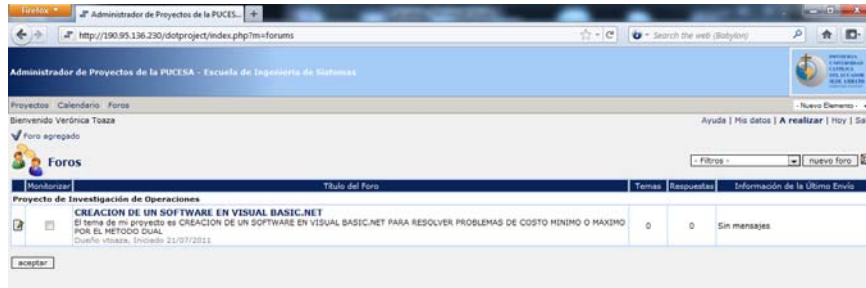 Firefox
Administrador de Proyectos de la PUCES...
http://190.95.136.230/dotproject/index.php?m=forums
Search the web (Babylon)
Administrador de Proyectos de la PUCESA - Escuela de Ingeniería de Sistemas
Proyectos Calendario Foros
- Nuevo Elemento -
Bienvenido Verónica Toaza
Ayuda | Mis datos | A realizar | Hoy | Sa
Foro agregado
Foros
- Filtros -
nuevo foro
Monitorizar Título del Foro Temas Respuestas Información de la Último Envío
Proyecto de Investigación de Operaciones
CREACION DE UN SOFTWARE EN VISUAL BASIC.NET
El tema de mi proyecto es CREACION DE UN SOFTWARE EN VISUAL BASIC.NET PARA RESOLVER PROBLEMAS DE COSTO MINIMO O MAXIMO
POR EL METODO DUAL
0 0 Sin mensajes
Dueño vtoaza, Iniciado 21/07/2011
aceptar